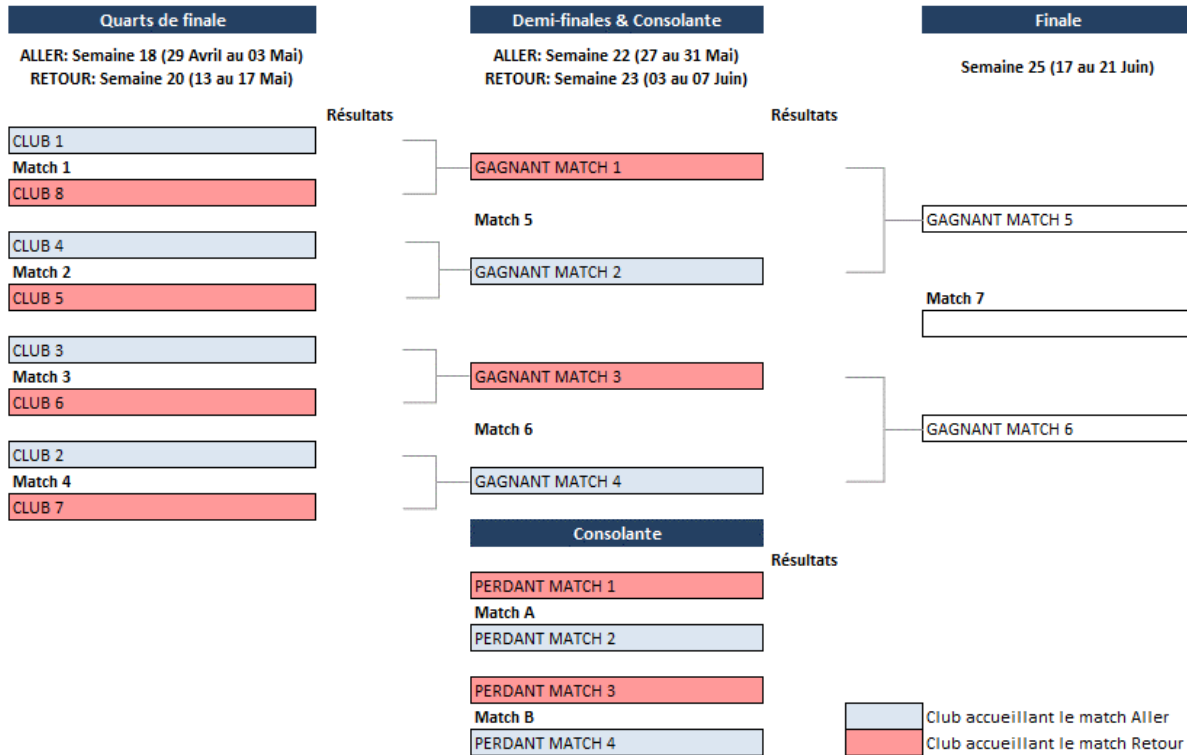 Quarts de finale
ALLER: Semaine 18 (29 Avril au 03 Mai)
RETOUR: Semaine 20 (13 au 17 Mai)
Résultats
CLUB 1
Match 1
CLUB 8
CLUB 4
Match 2
CLUB 5
CLUB 3
Match 3
CLUB 6
CLUB 2
Match 4
CLUB 7
Demi-finales & Consolante
ALLER: Semaine 22 (27 au 31 Mai)
RETOUR: Semaine 23 (03 au 07 Juin)
Résultats
GAGNANT MATCH 1
Match 5
GAGNANT MATCH 2
GAGNANT MATCH 3
Match 6
GAGNANT MATCH 4
Consolante
Résultats
PERDANT MATCH 1
Match A
PERDANT MATCH 2
PERDANT MATCH 3
Match B
PERDANT MATCH 4
Finale
Semaine 25 (17 au 21 Juin)
GAGNANT MATCH 5
Match 7
GAGNANT MATCH 6
Club accueillant le match Aller
Club accueillant le match Retour